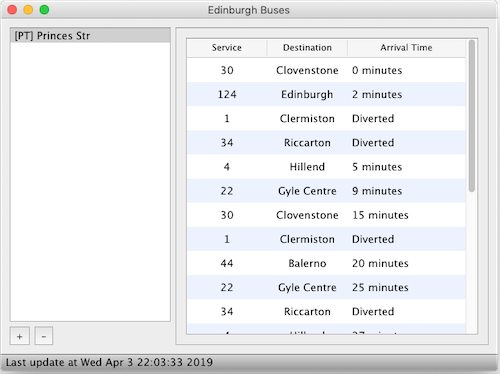 Edinburgh Buses
[PT] Princes Str
Service Destination Arrival Time
30 Clovenstone 0 minutes
124 Edinburgh 2 minutes
1 Clermiston Diverted
34 Riccarton Diverted
4 Hillend 5 minutes
22 Gyle Centre 9 minutes
30 Clovenstone 15 minutes
1 Clermiston Diverted
44 Balerno 20 minutes
22 Gyle Centre 25 minutes
34 Riccarton Diverted
+ -
Last update at Wed Apr 3 22:03:33 2019